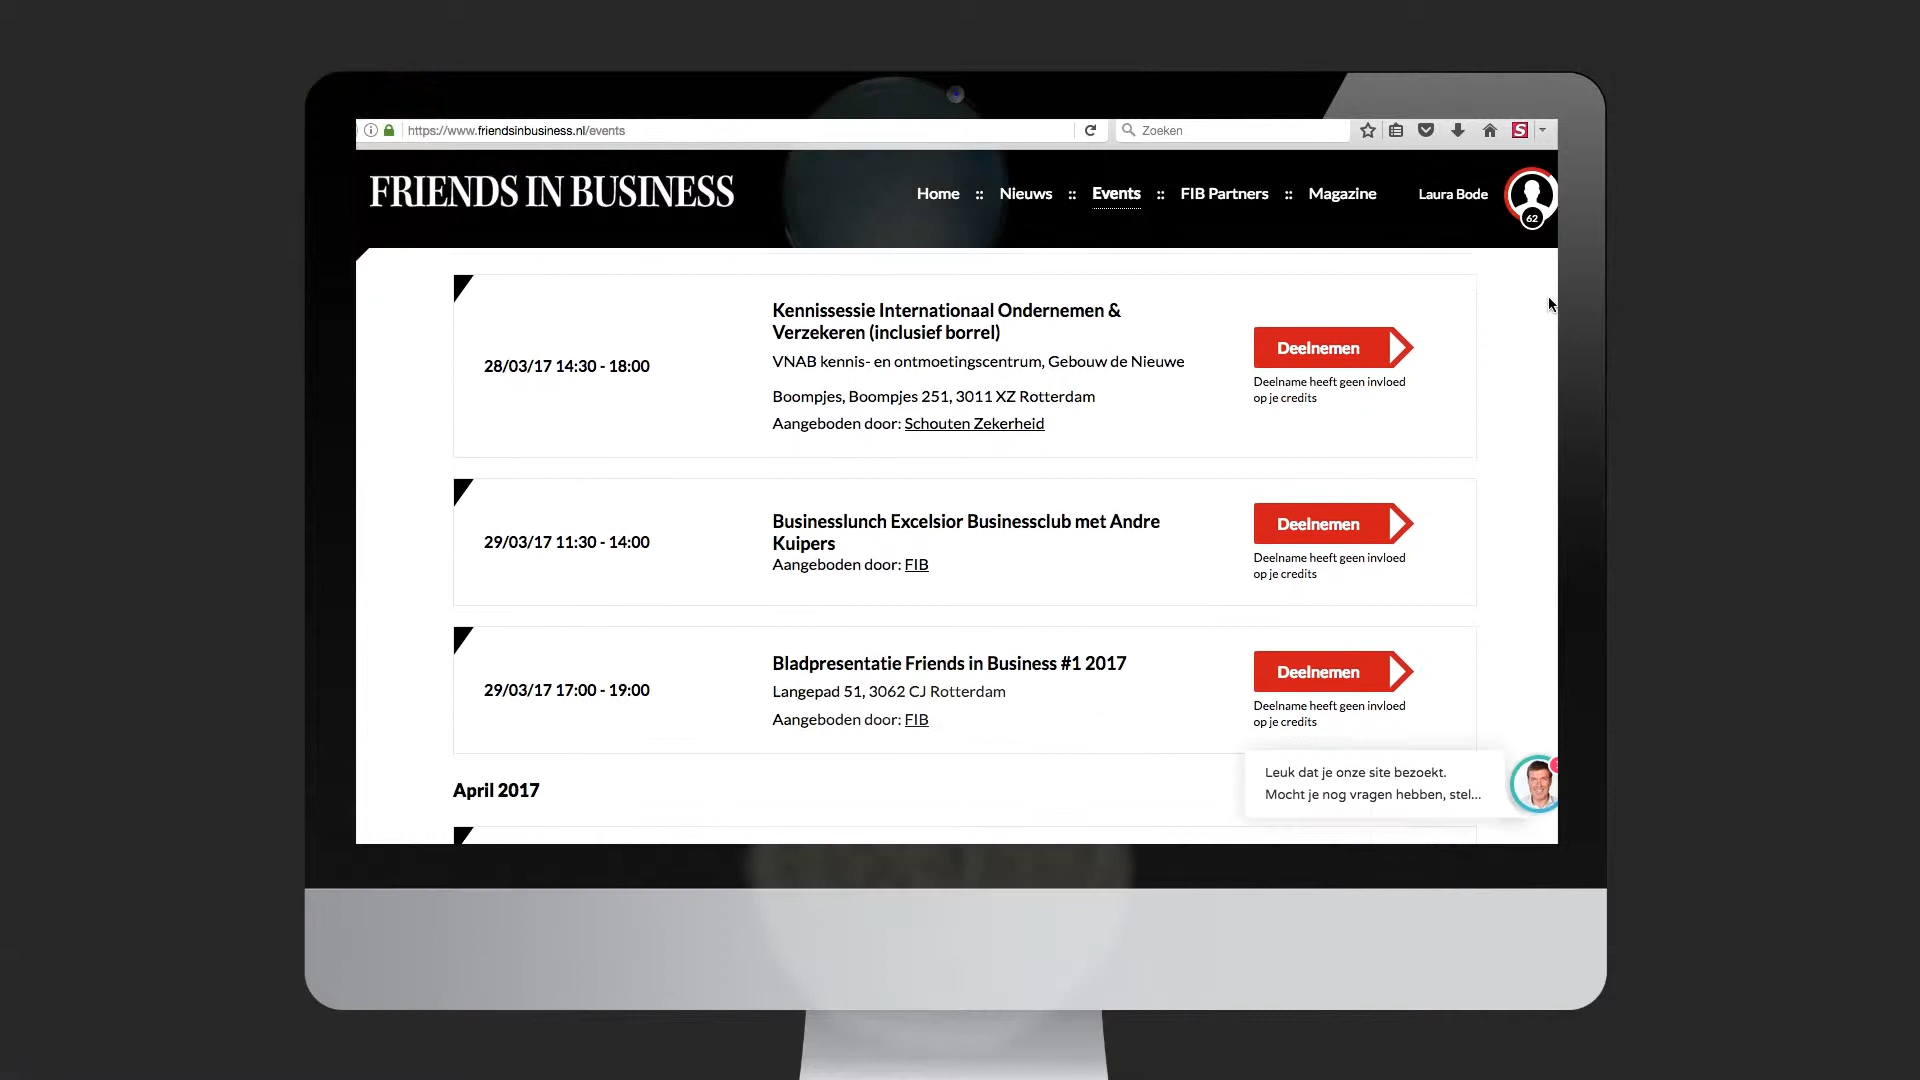 https://www.friendsinbusiness.nl/events
Zoeken
FRIENDS IN BUSINESS
Home :: Nieuws :: Events :: FIB Partners :: Magazine
Laura Bode
62
28/03/17 14:30 - 18:00
Kennissessie Internationaal Ondernemen &
Verzekeren (inclusief borrel)
VNAB kennis- en ontmoetingscentrum, Gebouw de Nieuwe
Boompjes, Boompjes 251, 3011 XZ Rotterdam
Aangeboden door: Schouten Zekerheid
Deelnemen
Deelname heeft geen invloed
op je credits
29/03/17 11:30 - 14:00
Businesslunch Excelsior Businessclub met Andre
Kuipers
Aangeboden door: FIB
Deelnemen
Deelname heeft geen invloed
op je credits
29/03/17 17:00 - 19:00
Bladpresentatie Friends in Business #1 2017
Langepad 51, 3062 CJ Rotterdam
Aangeboden door: FIB
Deelnemen
Deelname heeft geen invloed
op je credits
April 2017
Leuk dat je onze site bezoekt.
Mocht je nog vragen hebben, stel...